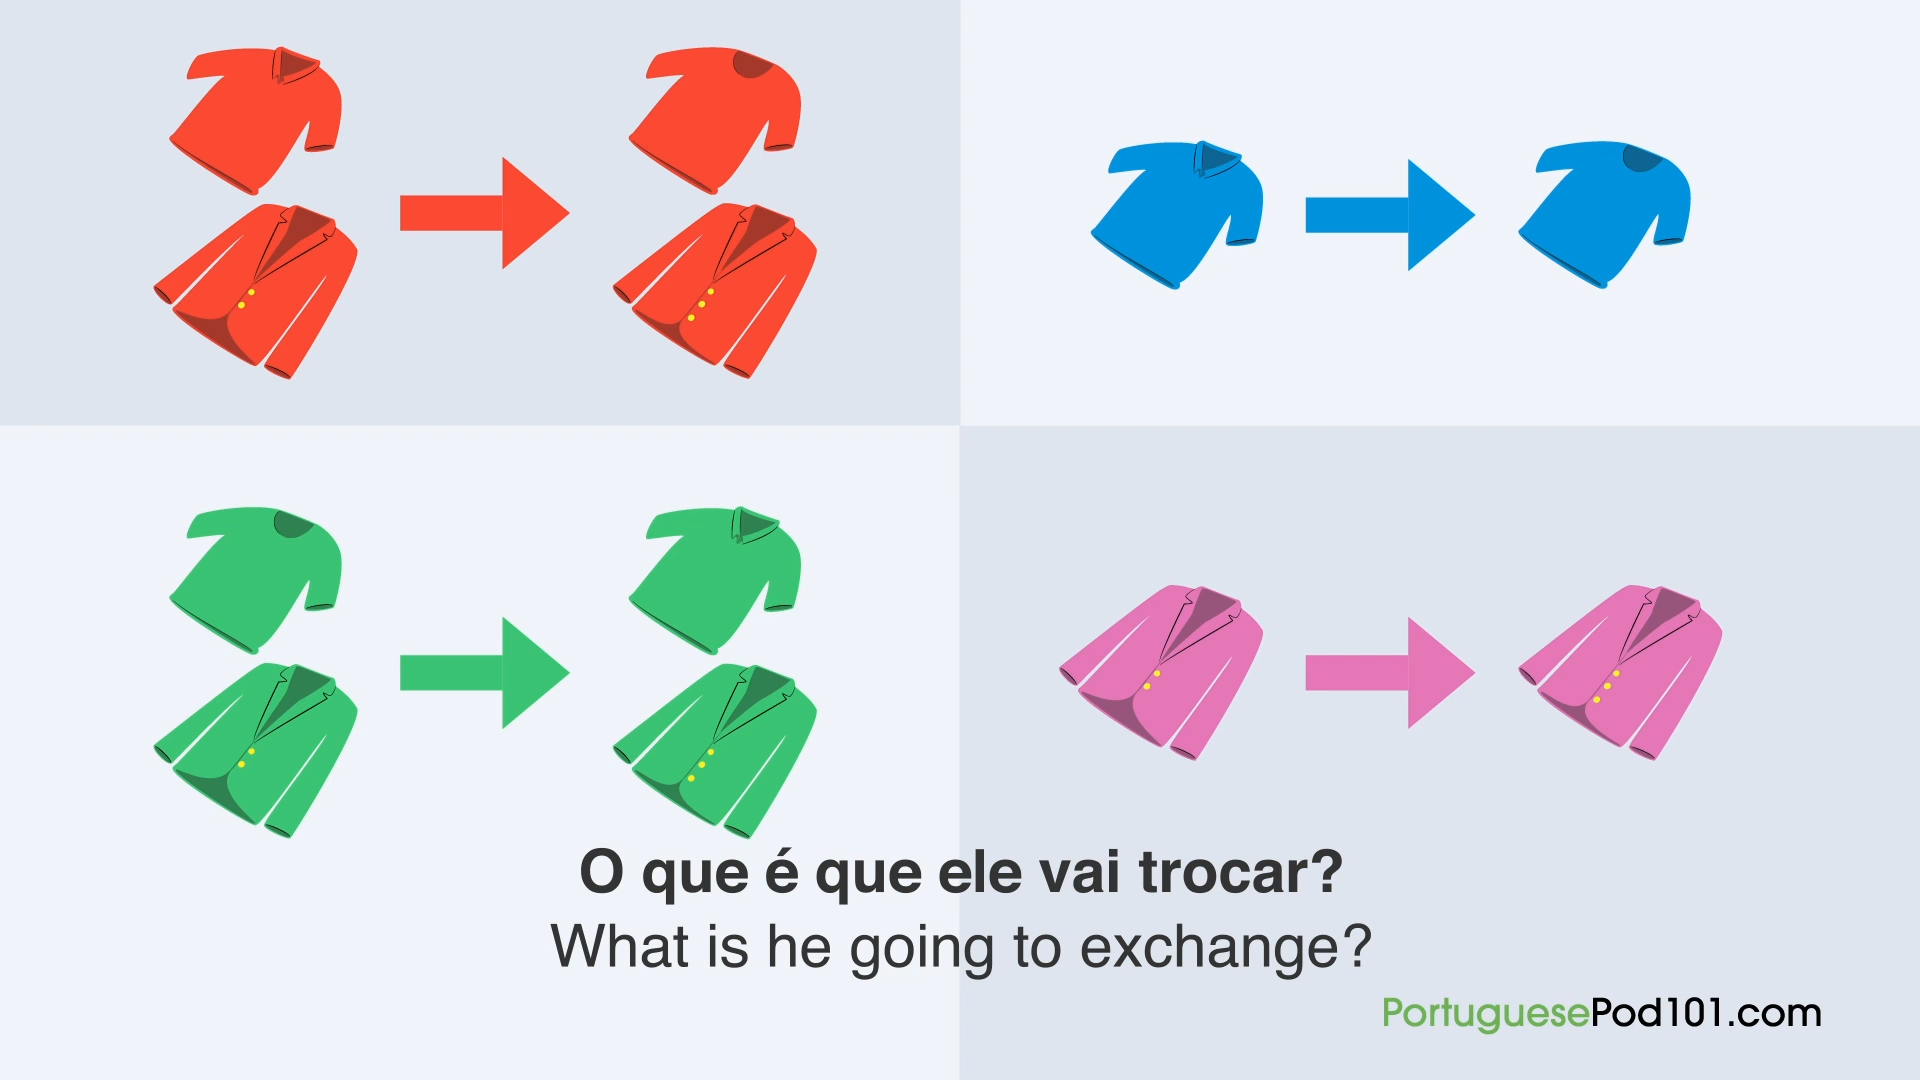 O que é que ele vai trocar?
What is he going to exchange?
PortuguesePod101.com